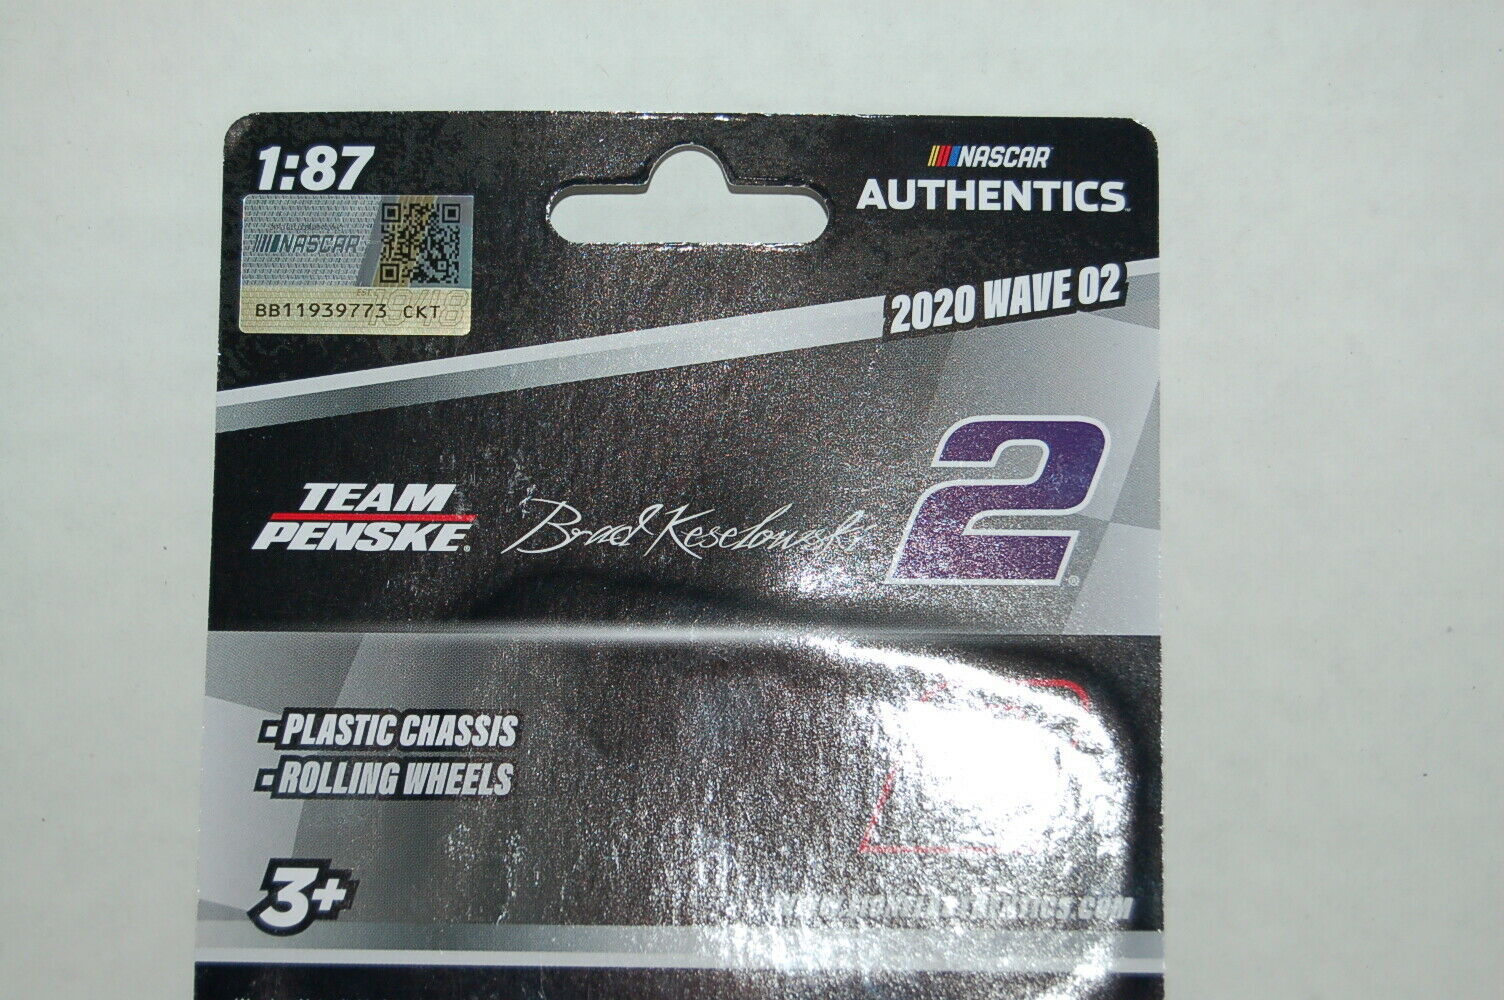 1:87
NASCAR
AUTHENTICS
NASCAR
BB11939773 CKT
2020 WAVE 02
2
TEAM
PENSKE®
Brad Keselowski
PLASTIC CHASSIS
ROLLING WHEELS
3+